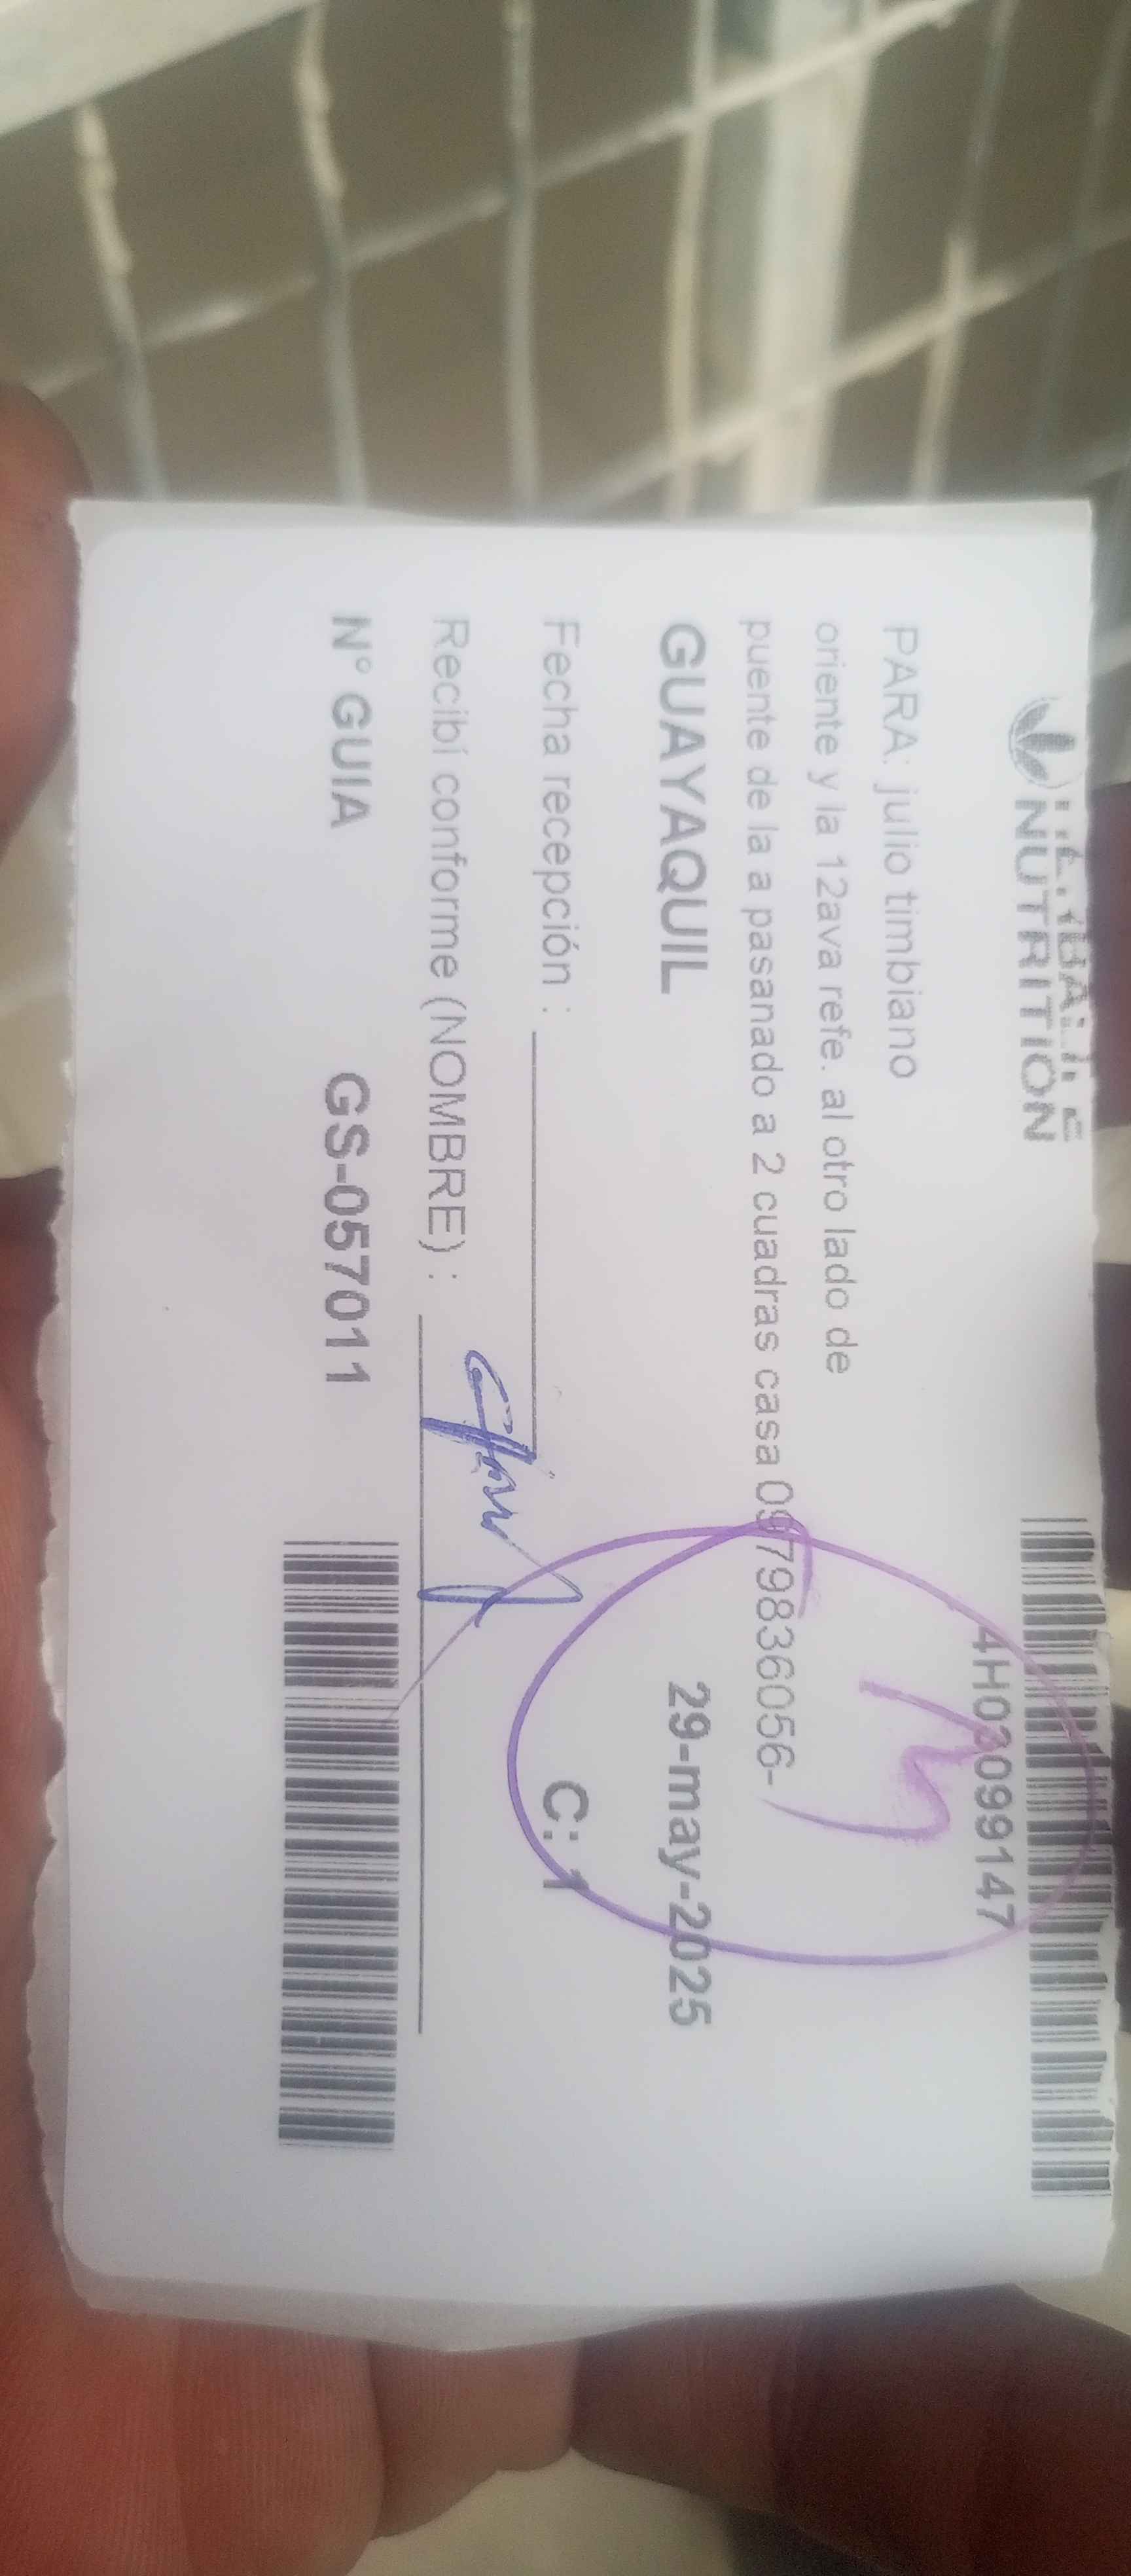 NUTRITION
4H02099147
PARA: julio timbiano
oriente y la 12ava refe. al otro lado de
puente de la a pasanado a 2 cuadras casa 0979836056-
GUAYAQUIL 29-may-2025
Fecha recepción : C: 1
Recibí conforme (NOMBRE) :
N° GUIA GS-057011